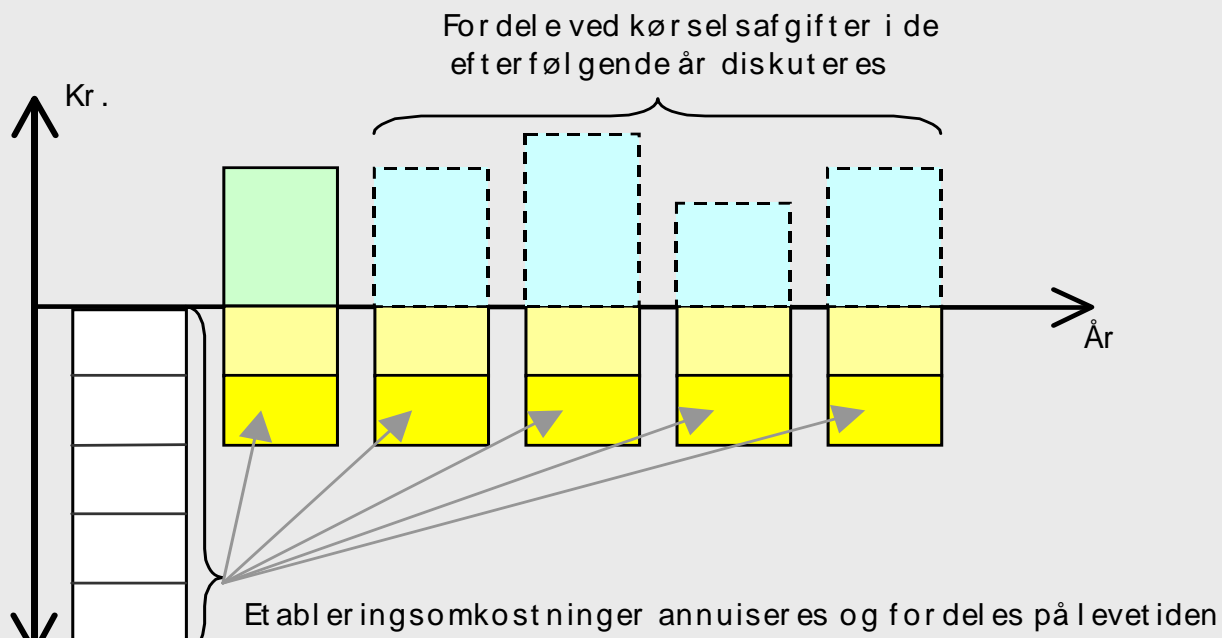 Fordele ved kørselsafgifter i de
efterfølgende år diskuteres
Kr.
År
Etableringsomkostninger annuiseres og fordeles på levetiden